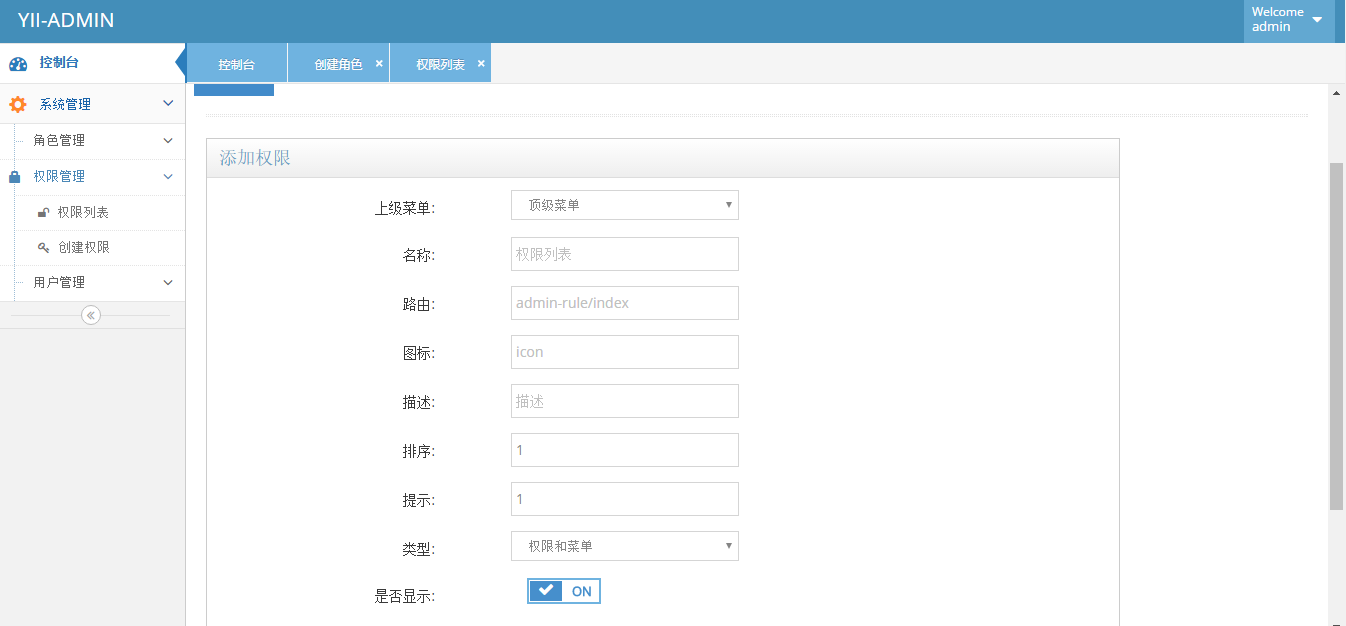 YII-ADMIN
Welcome
admin
控制台
控制台
创建角色 ×
权限列表 ×
系统管理
角色管理
权限管理
权限列表
创建权限
用户管理
添加权限
上级菜单: 顶级菜单
名称: 权限列表
路由: admin-rule/index
图标: icon
描述: 描述
排序: 1
提示: 1
类型: 权限和菜单
是否显示: ON